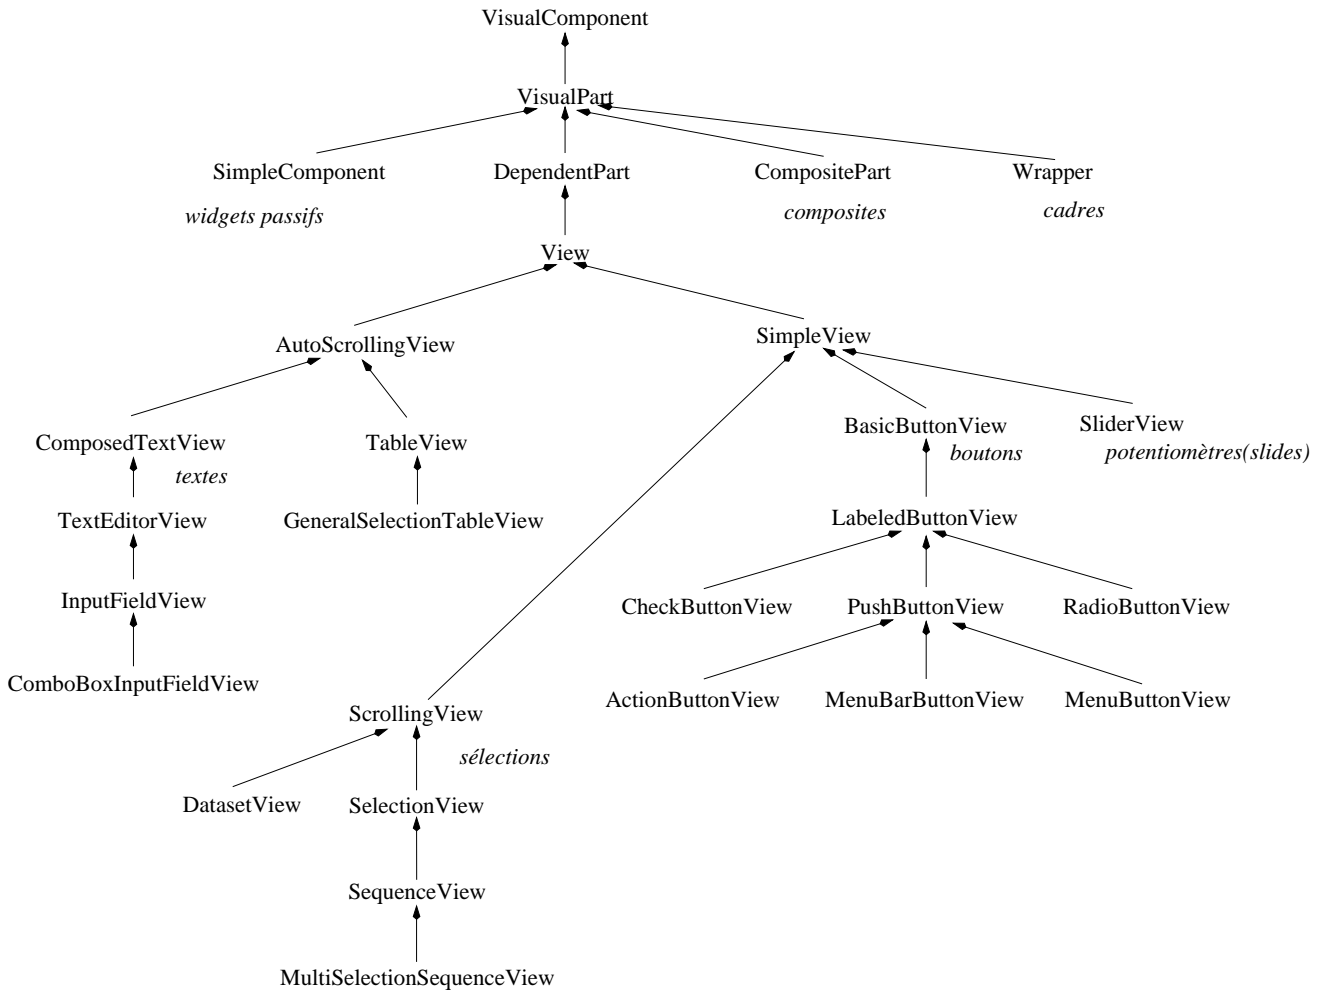 VisualComponent
VisualPart
SimpleComponent
DependentPart
CompositePart
Wrapper
widgets passifs
composites
cadres
View
AutoScrollingView
SimpleView
ComposedTextView
TableView
BasicButtonView
SliderView
textes
boutons
potentiomètres(slides)
TextEditorView
GeneralSelectionTableView
LabeledButtonView
InputFieldView
CheckButtonView
PushButtonView
RadioButtonView
ComboBoxInputFieldView
ActionButtonView
MenuBarButtonView
MenuButtonView
ScrollingView
sélections
DatasetView
SelectionView
SequenceView
MultiSelectionSequenceView